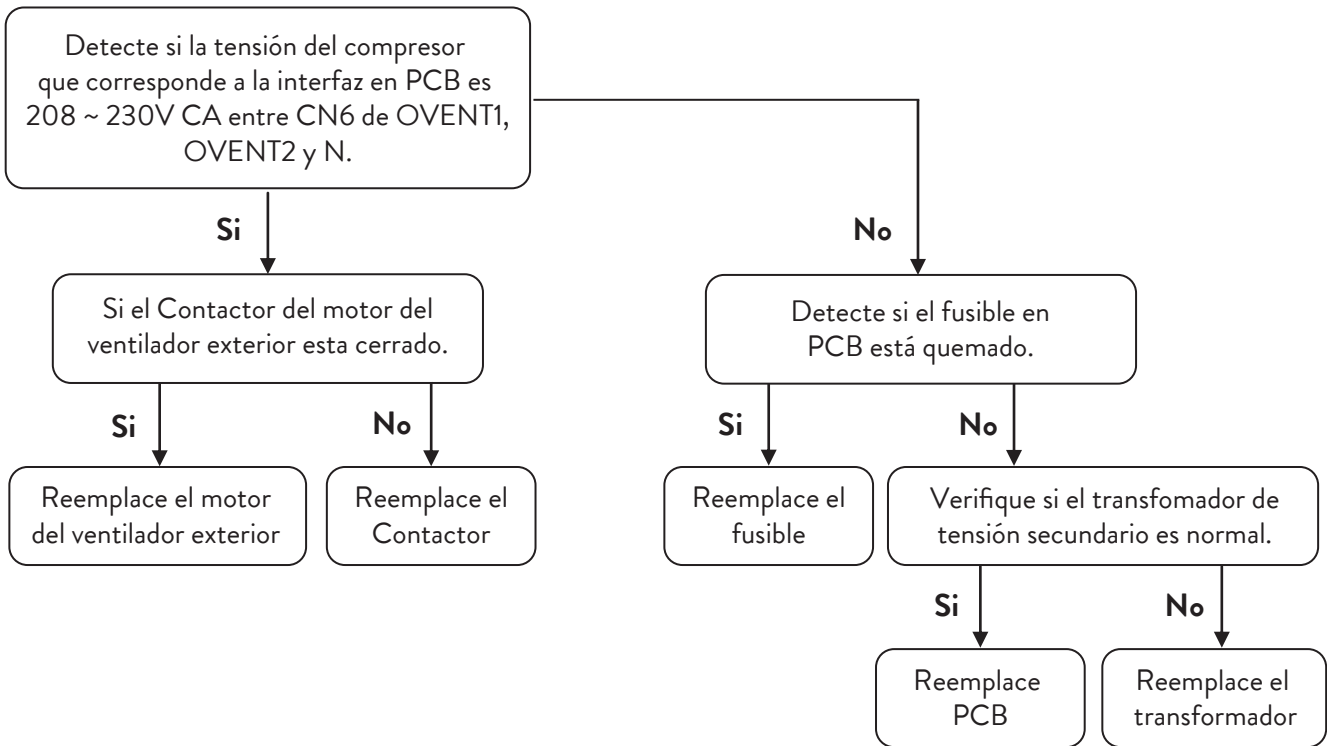 Detecte si la tensión del compresor
que corresponde a la interfaz en PCB es
208 ~ 230V CA entre CN6 de OVENT1,
OVENT2 y N.
Si
No
Si el Contactor del motor del
ventilador exterior esta cerrado.
Detecte si el fusible en
PCB está quemado.
Si
No
Si
No
Reemplace el motor
del ventilador exterior
Reemplace el
Contactor
Reemplace el
fusible
Verifique si el transfomador de
tensión secundario es normal.
Si
No
Reemplace
PCB
Reemplace el
transformador